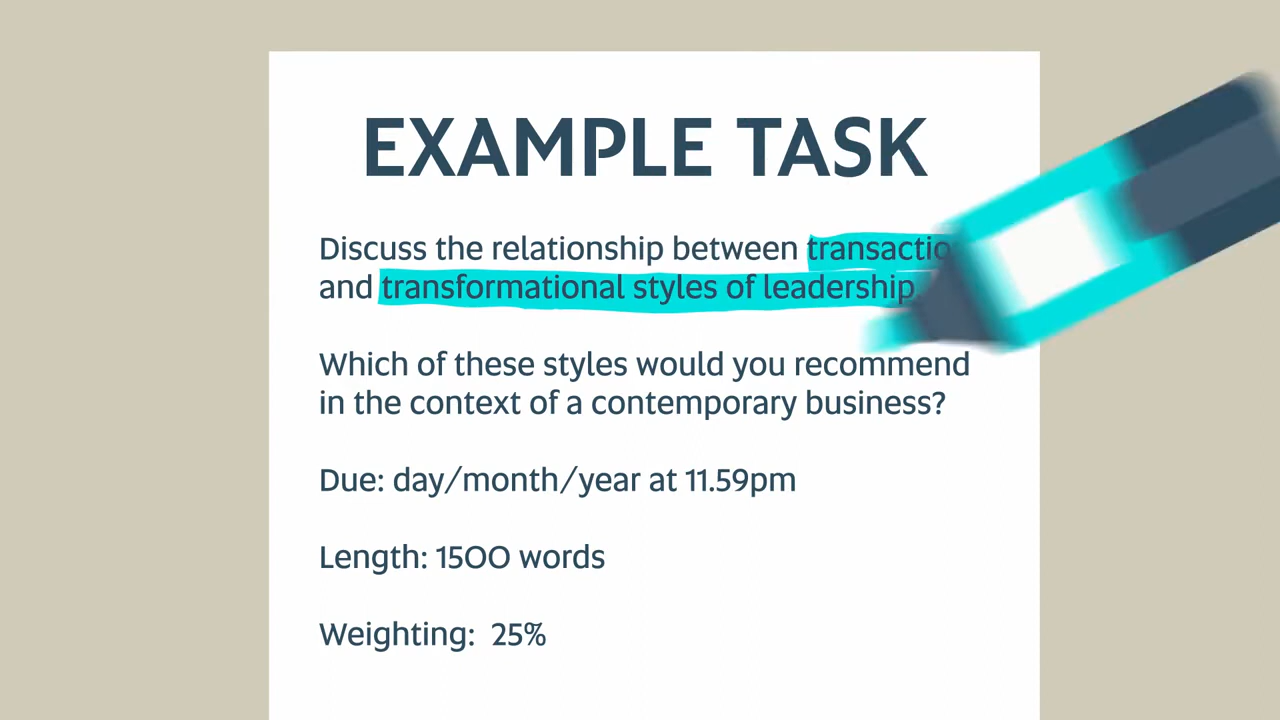 EXAMPLE TASK
Discuss the relationship between
and transformational styles of leadership.
Which of these styles would you recommend
in the context of a contemporary business?
Due: day/month/year at 11.59pm
Length: 1500 words
Weighting: 25%